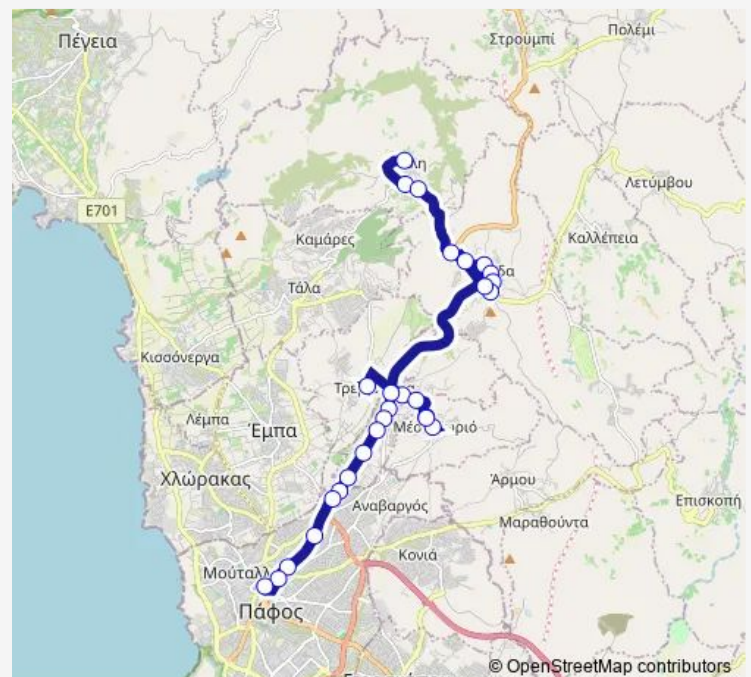 Πέγεια
Στρουμπί
Πολέμι
E701
Λετύμβου
Καμάρες
Καλλέπεια
Τάλα
Κισσόνεργα
Λέμπα
Έμπα
Χλώρακας
Άρμου
Επισκοπή
Αναβαργός
Μαραθούντα
Κονιά
Πάφος
© OpenStreetMap contributors